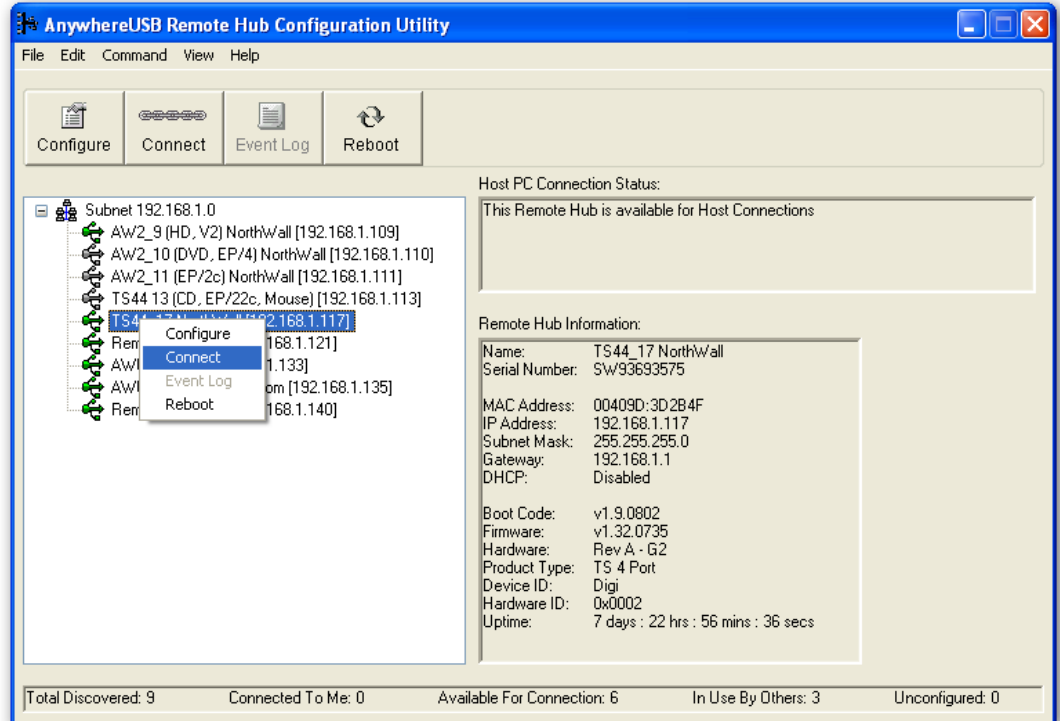 AnywhereUSB Remote Hub Configuration Utility
File Edit Command View Help
Configure Connect Event Log Reboot
Subnet 192.168.1.0
AW2_9 (HD, V2) NorthWall [192.168.1.109]
AW2_10 (DVD, EP/4) NorthWall [192.168.1.110]
AW2_11 (EP/2c) NorthWall [192.168.1.111]
TS44 13 (CD, EP/22c, Mouse) [192.168.1.113]
TS44_17 NorthWall [192.168.1.117]
Rem 168.1.121]
AWU 1.133]
AWU om [192.168.1.135]
Rem 168.1.140]
Configure
Connect
Event Log
Reboot
Host PC Connection Status:
This Remote Hub is available for Host Connections
Remote Hub Information:
Name: TS44_17 NorthWall
Serial Number: SW93693575
MAC Address: 00409D:3D2B4F
IP Address: 192.168.1.117
Subnet Mask: 255.255.255.0
Gateway: 192.168.1.1
DHCP: Disabled
Boot Code: v1.9.0802
Firmware: v1.32.0735
Hardware: Rev A - G2
Product Type: TS 4 Port
Device ID: Digi
Hardware ID: 0x0002
Uptime: 7 days : 22 hrs : 56 mins : 36 secs
Total Discovered: 9 Connected To Me: 0 Available For Connection: 6 In Use By Others: 3 Unconfigured: 0